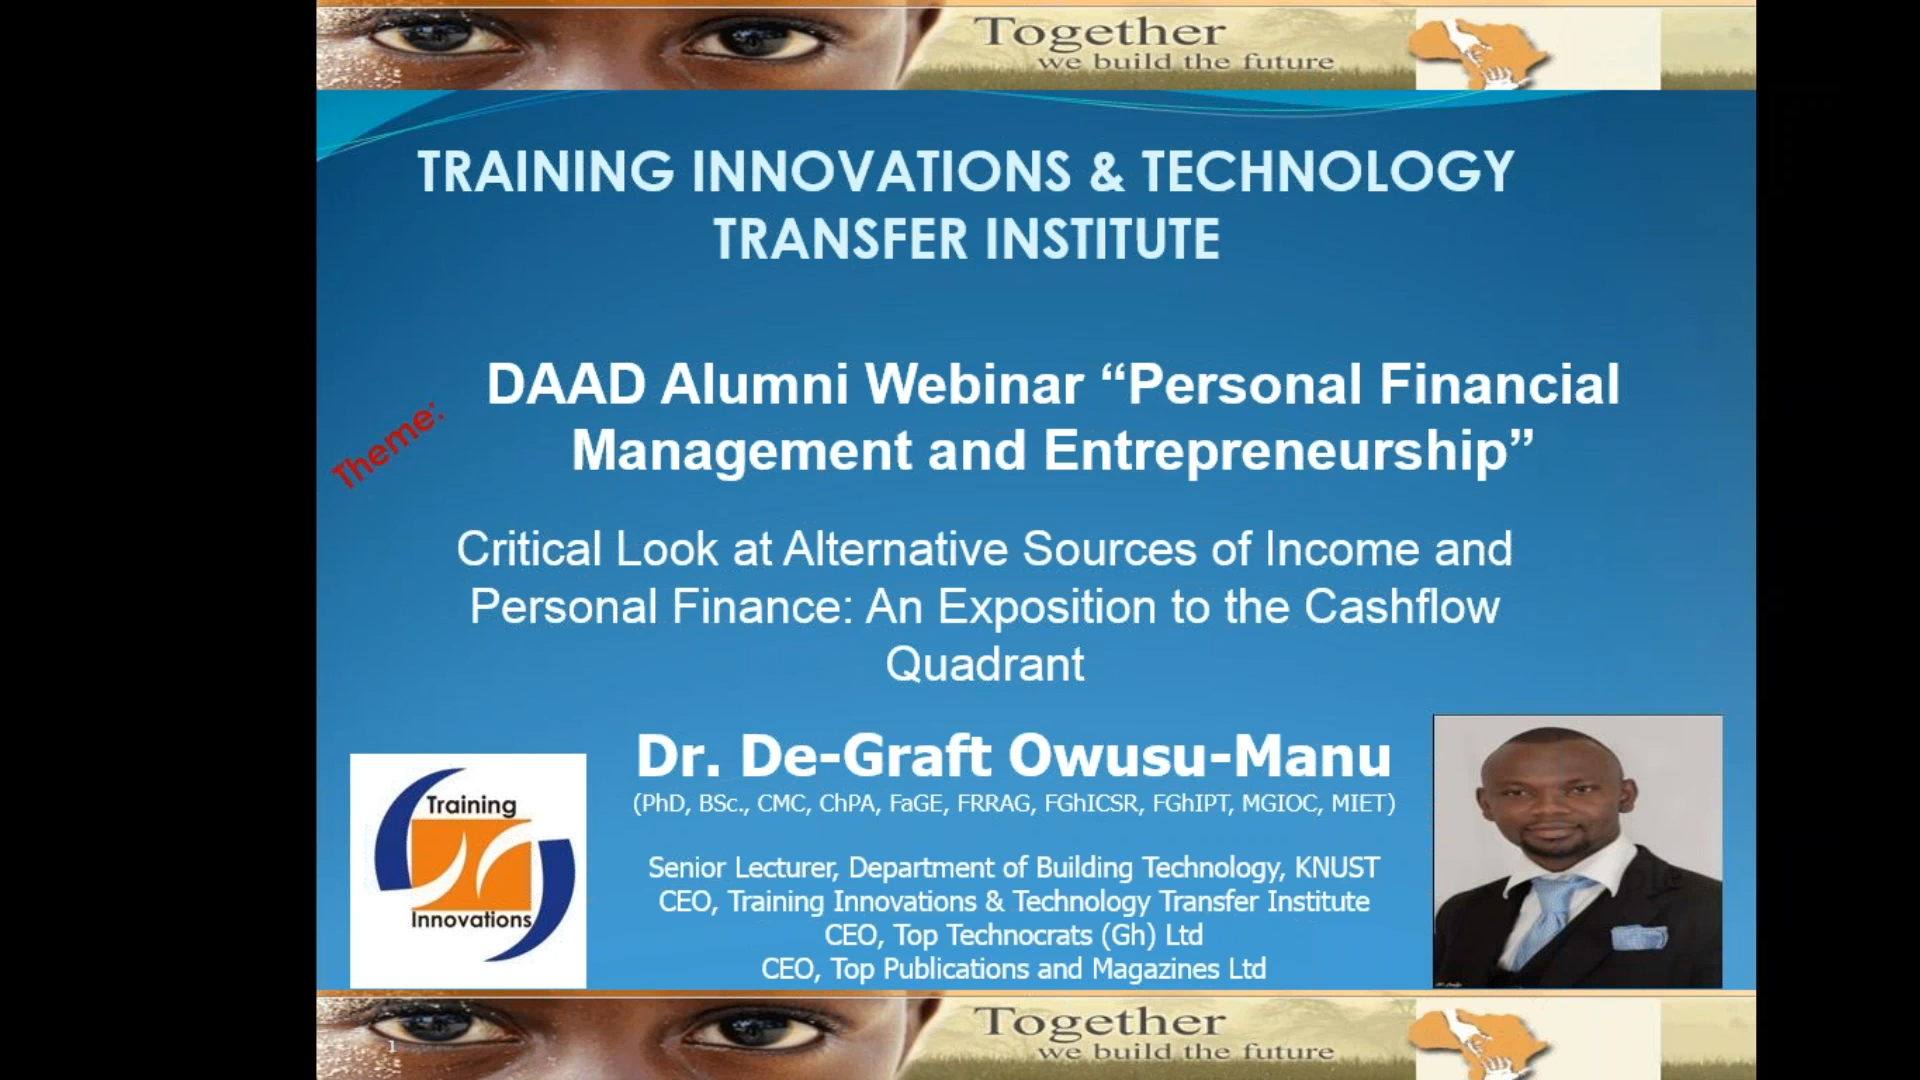 Together
we build the future
TRAINING INNOVATIONS & TECHNOLOGY
TRANSFER INSTITUTE
Theme:
DAAD Alumni Webinar “Personal Financial
Management and Entrepreneurship”
Critical Look at Alternative Sources of Income and
Personal Finance: An Exposition to the Cashflow
Quadrant
Dr. De-Graft Owusu-Manu
(PhD, BSc., CMC, ChPA, FaGE, FRRAG, FGhICSR, FGhIPT, MGIOC, MIET)
Training
Innovations
Senior Lecturer, Department of Building Technology, KNUST
CEO, Training Innovations & Technology Transfer Institute
CEO, Top Technocrats (Gh) Ltd
CEO, Top Publications and Magazines Ltd
Together
we build the future
1